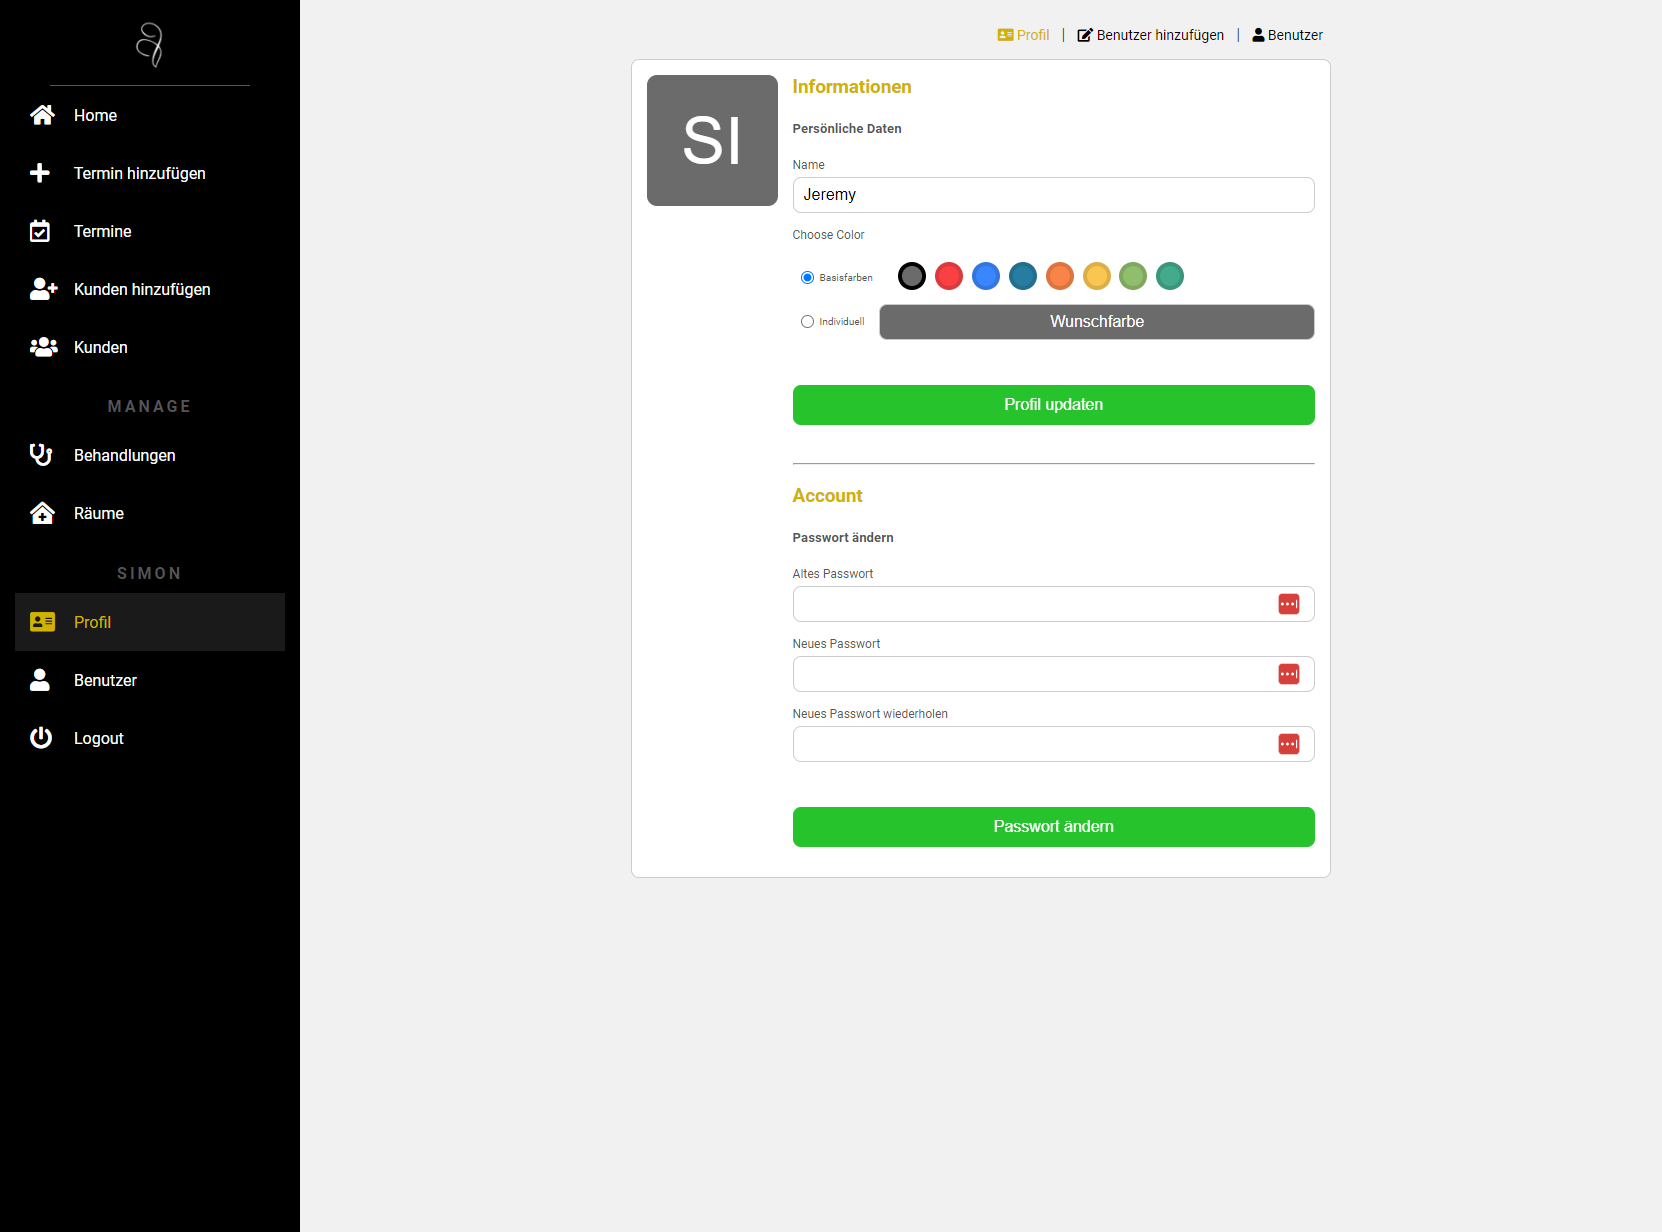 Home
Termin hinzufügen
Termine
Kunden hinzufügen
Kunden
MANAGE
Behandlungen
Räume
SIMON
Profil
Benutzer
Logout
Profil | Benutzer hinzufügen | Benutzer
SI
Informationen
Persönliche Daten
Name
Jeremy
Choose Color
Basisfarben
Individuell Wunschfarbe
Profil updaten
Account
Passwort ändern
Altes Passwort
Neues Passwort
Neues Passwort wiederholen
Passwort ändern